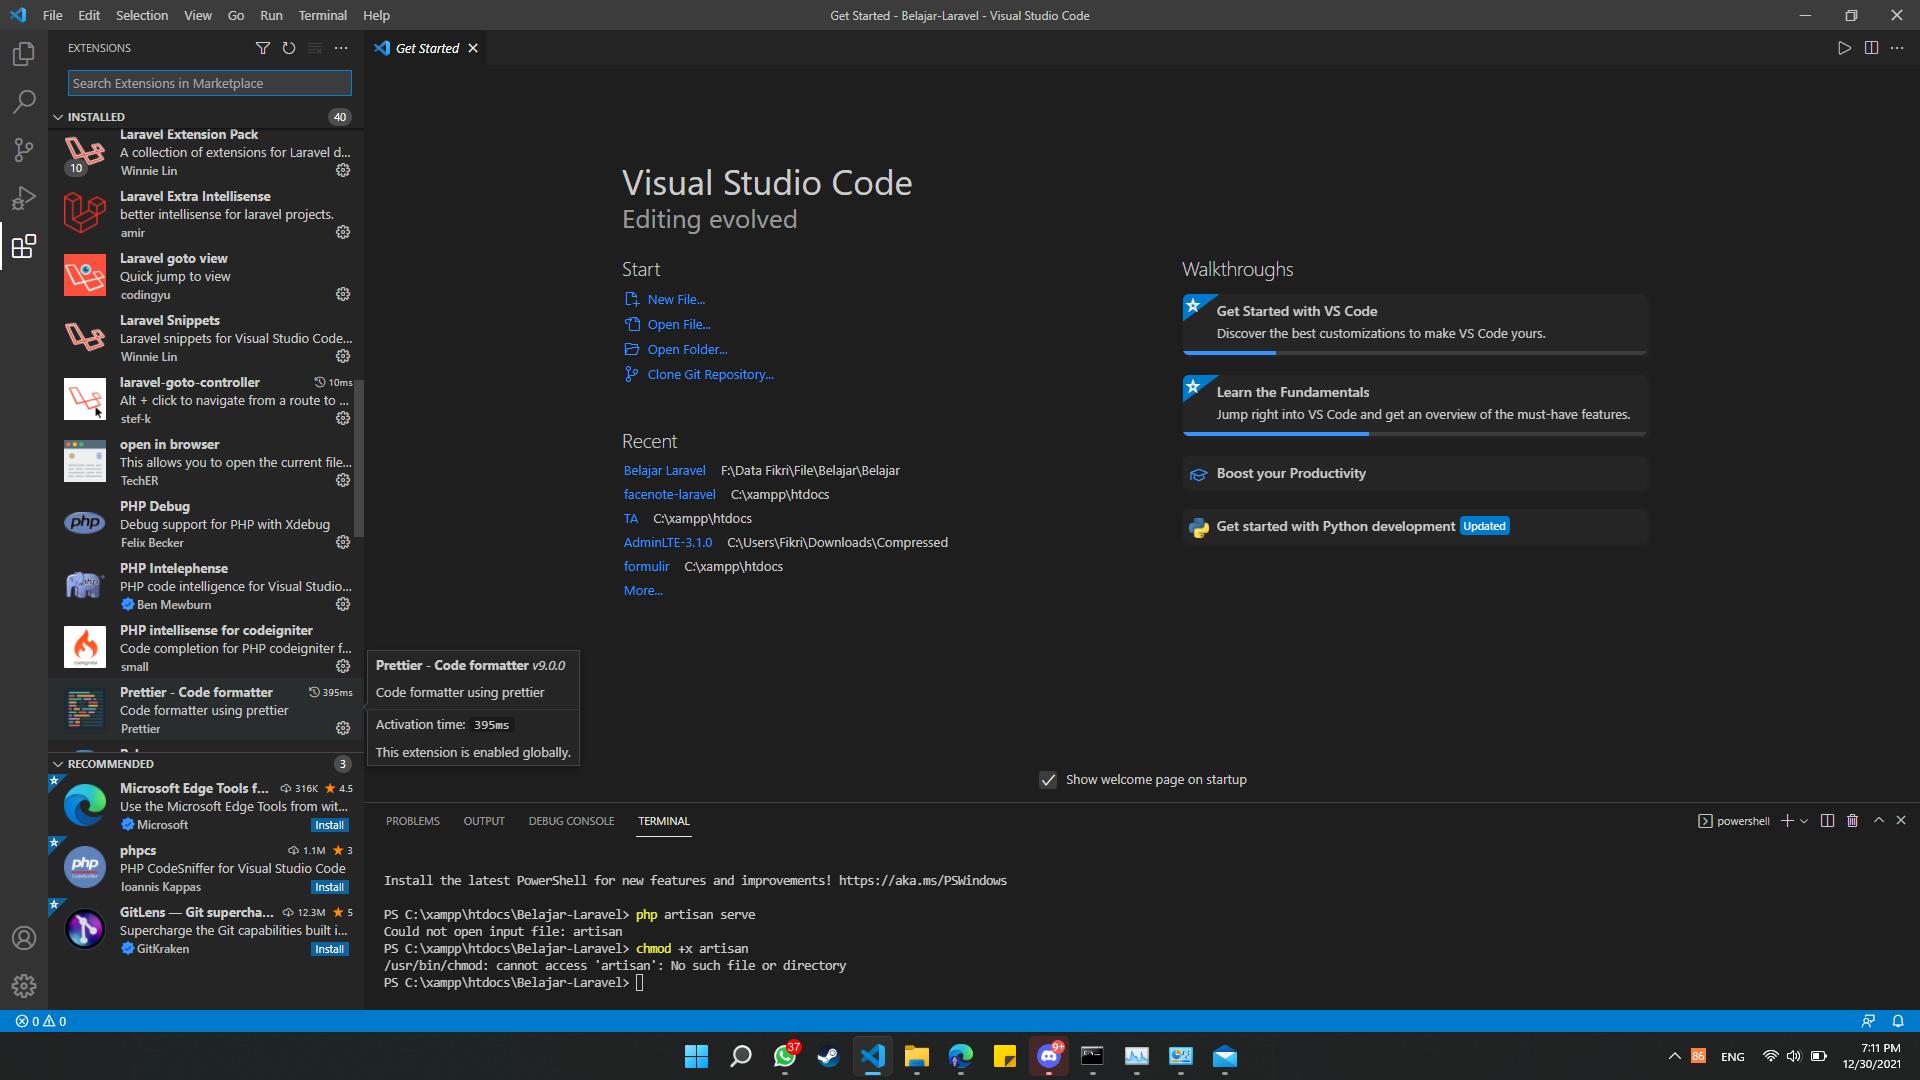 File Edit Selection View Go Run Terminal Help
Get Started - Belajar-Laravel - Visual Studio Code
EXTENSIONS
Search Extensions in Marketplace
INSTALLED 40
Laravel Extension Pack
A collection of extensions for Laravel d...
10
Winnie Lin
Laravel Extra Intellisense
better intellisense for laravel projects.
amir
Laravel goto view
Quick jump to view
codingyu
Laravel Snippets
Laravel snippets for Visual Studio Code...
Winnie Lin
laravel-goto-controller 10ms
Alt + click to navigate from a route to ...
stef-k
open in browser
This allows you to open the current file...
TechER
PHP Debug
Debug support for PHP with Xdebug
Felix Becker
php
PHP Intelephense
PHP code intelligence for Visual Studio...
Ben Mewburn
PHP intellisense for codeigniter
Code completion for PHP codeigniter f...
small
Prettier - Code formatter 395ms
Code formatter using prettier
Prettier
RECOMMENDED 3
Microsoft Edge Tools f... 316K 4.5
Use the Microsoft Edge Tools from wit...
Microsoft Install
phpcs 1.1M 3
PHP CodeSniffer for Visual Studio Code
Ioannis Kappas Install
php
GitLens — Git supercha... 12.3M 5
Supercharge the Git capabilities built i...
GitKraken Install
Get Started
Visual Studio Code
Editing evolved
Start
New File...
Open File...
Open Folder...
Clone Git Repository...
Recent
Belajar Laravel F:\Data Fikri\File\Belajar\Belajar
facenote-laravel C:\xampp\htdocs
TA C:\xampp\htdocs
AdminLTE-3.1.0 C:\Users\Fikri\Downloads\Compressed
formulir C:\xampp\htdocs
More...
Walkthroughs
Get Started with VS Code
Discover the best customizations to make VS Code yours.
Learn the Fundamentals
Jump right into VS Code and get an overview of the must-have features.
Boost your Productivity
Get started with Python development Updated
Prettier - Code formatter v9.0.0
Code formatter using prettier
Activation time: 395ms
This extension is enabled globally.
Show welcome page on startup
PROBLEMS OUTPUT DEBUG CONSOLE TERMINAL
powershell
Install the latest PowerShell for new features and improvements! https://aka.ms/PSWindows
PS C:\xampp\htdocs\Belajar-Laravel> php artisan serve
Could not open input file: artisan
PS C:\xampp\htdocs\Belajar-Laravel> chmod +x artisan
/usr/bin/chmod: cannot access 'artisan': No such file or directory
PS C:\xampp\htdocs\Belajar-Laravel>
0 0
37
9+
86
ENG
7:11 PM
12/30/2021